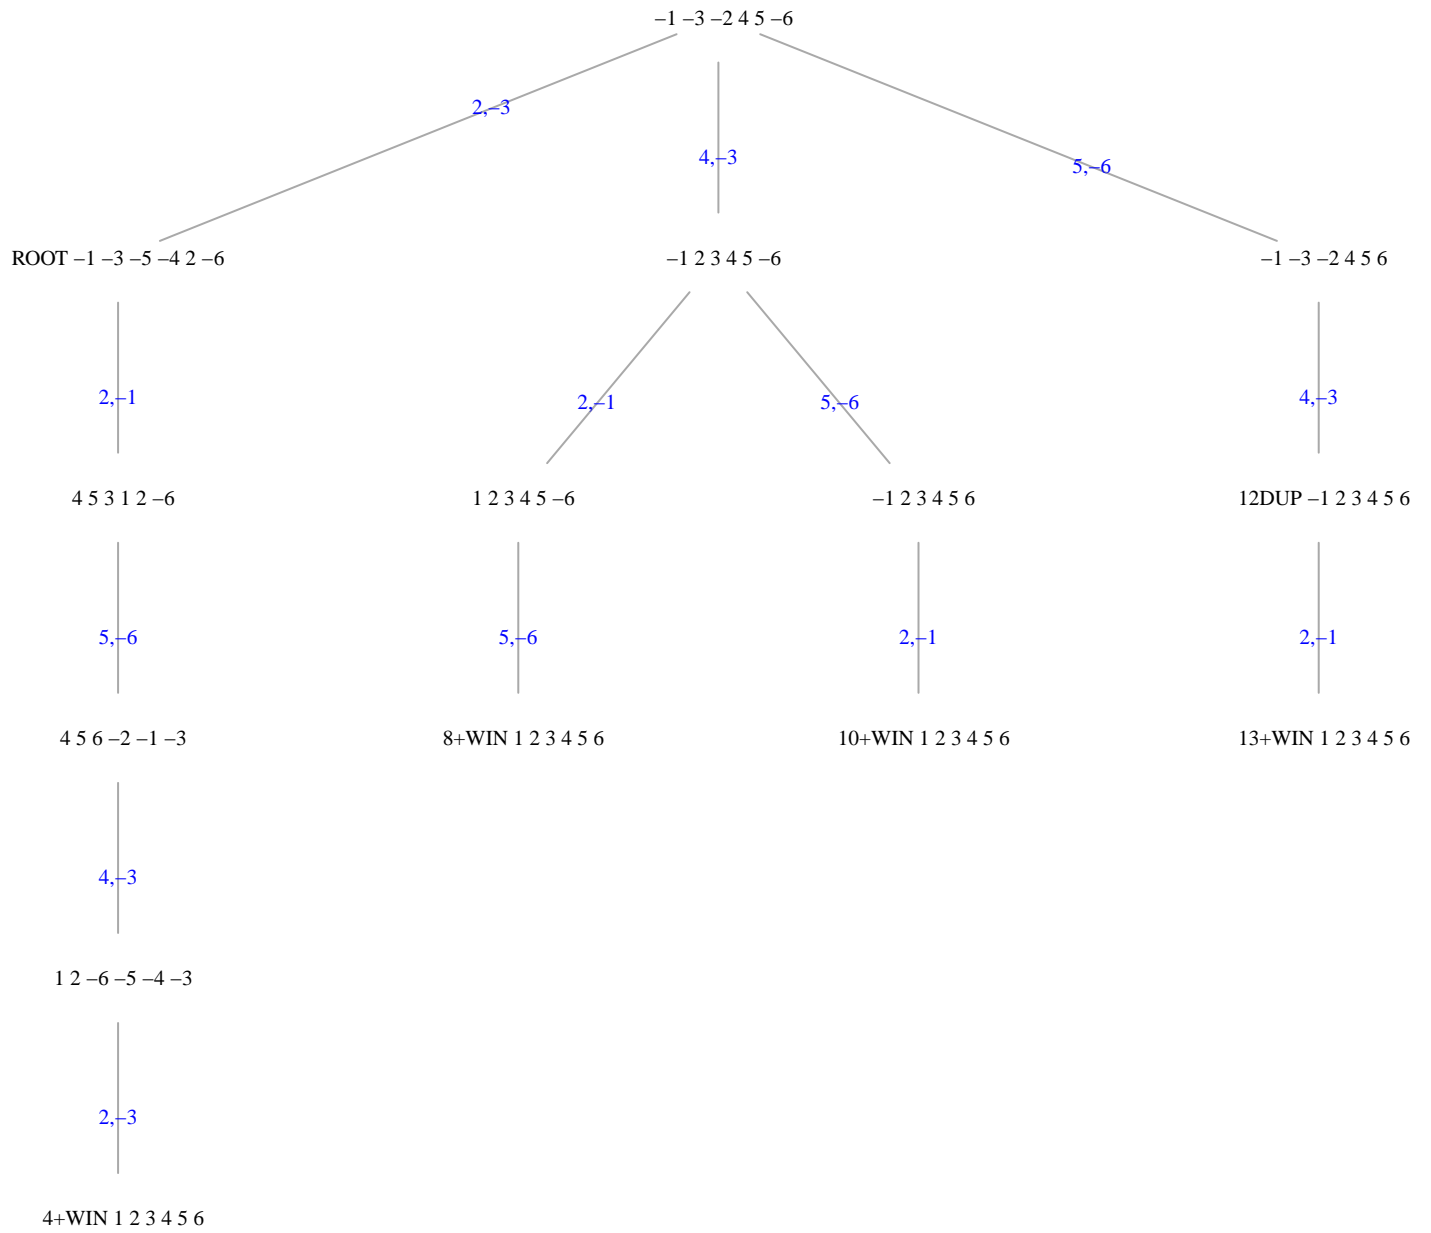 –1 –3 –2 4 5 –6
2,–3
4,–3
5,–6
ROOT –1 –3 –5 –4 2 –6
–1 2 3 4 5 –6
–1 –3 –2 4 5 6
2,–1
2,–1
5,–6
4,–3
4 5 3 1 2 –6
1 2 3 4 5 –6
–1 2 3 4 5 6
12DUP –1 2 3 4 5 6
5,–6
5,–6
2,–1
2,–1
4 5 6 –2 –1 –3
8+WIN 1 2 3 4 5 6
10+WIN 1 2 3 4 5 6
13+WIN 1 2 3 4 5 6
4,–3
1 2 –6 –5 –4 –3
2,–3
4+WIN 1 2 3 4 5 6